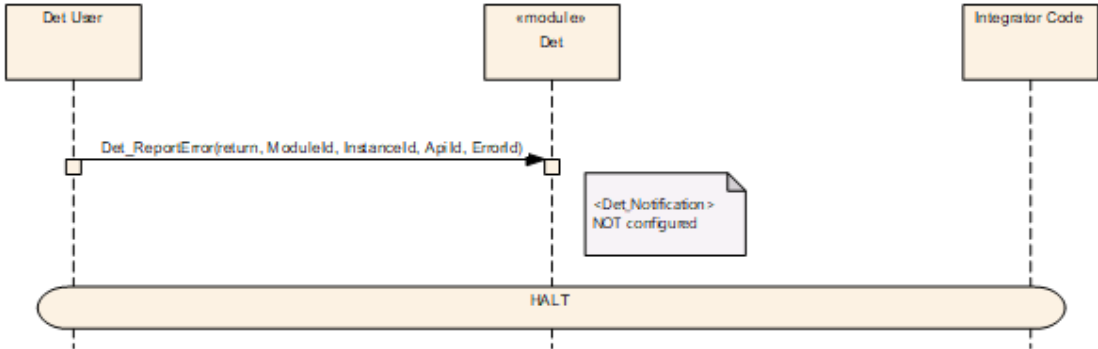 Det User
«module»
Det
Integrator Code
Det_ReportError(return, ModuleId, InstanceId, ApiId, ErrorId)
<Det_Notification>
NOT configured
HALT